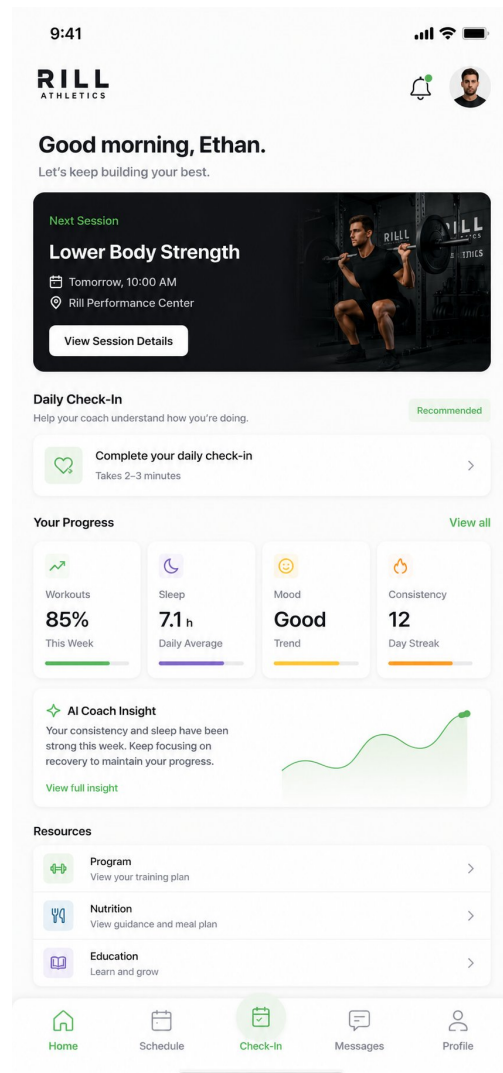 9:41
RILL
ATHLETICS
Good morning, Ethan.
Let's keep building your best.
Next Session
Lower Body Strength
Tomorrow, 10:00 AM
Rill Performance Center
View Session Details
RILL
Daily Check-In
Help your coach understand how you're doing.
Recommended
Complete your daily check-in
Takes 2–3 minutes
Your Progress
View all
Workouts
85%
This Week
Sleep
7.1 h
Daily Average
Mood
Good
Trend
Consistency
12
Day Streak
AI Coach Insight
Your consistency and sleep have been
strong this week. Keep focusing on
recovery to maintain your progress.
View full insight
Resources
Program
View your training plan
Nutrition
View guidance and meal plan
Education
Learn and grow
Home
Schedule
Check-In
Messages
Profile